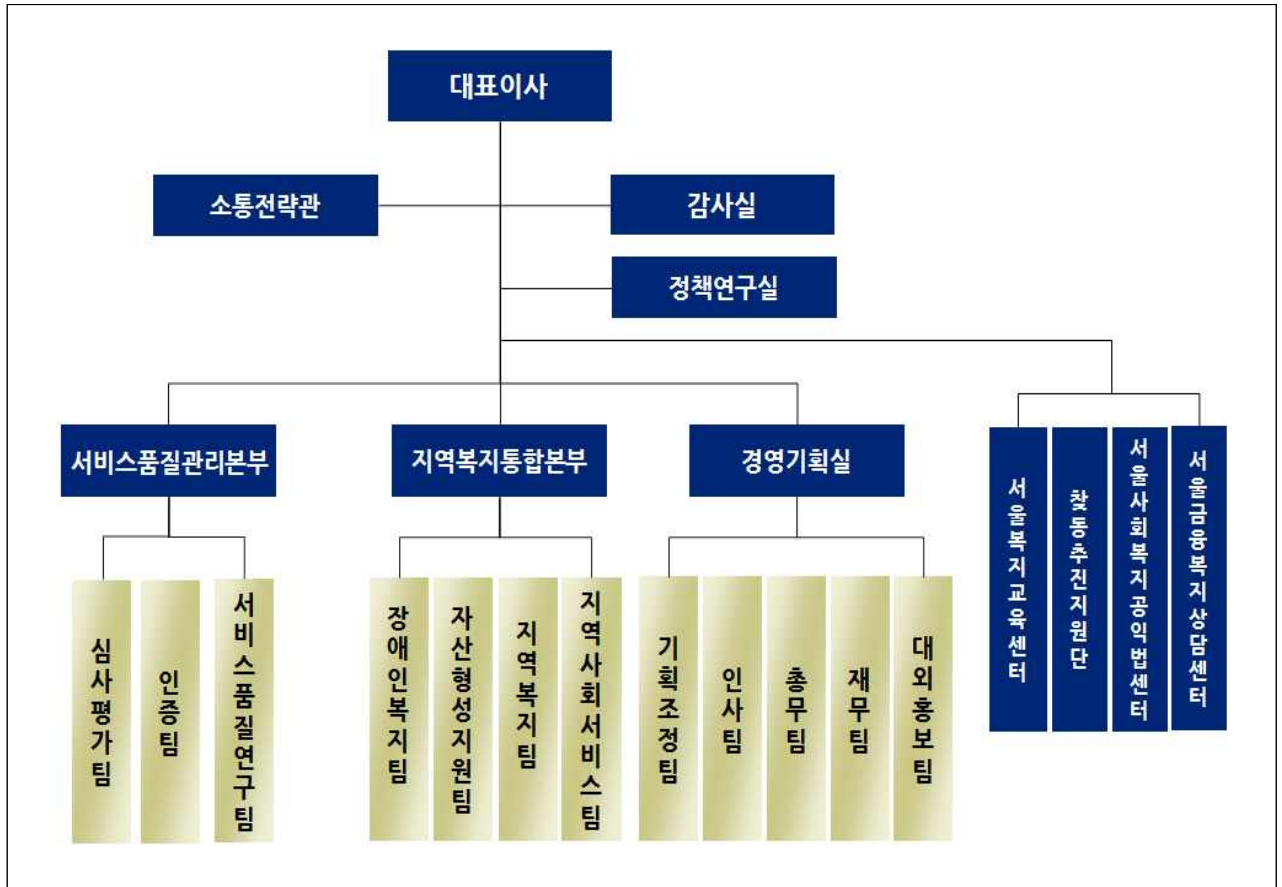 대표이사
소통전략관
감사실
정책연구실
서비스품질관리본부
지역복지통합본부
경영기획실
서울복지교육센터
찾동추진지원단
서울사회복지공익법센터
서울금융복지상담센터
심사평가팀
인증팀
서비스품질연구팀
장애인복지팀
자산형성지원팀
지역복지팀
지역사회서비스팀
기획조정팀
인사팀
총무팀
재무팀
대외홍보팀